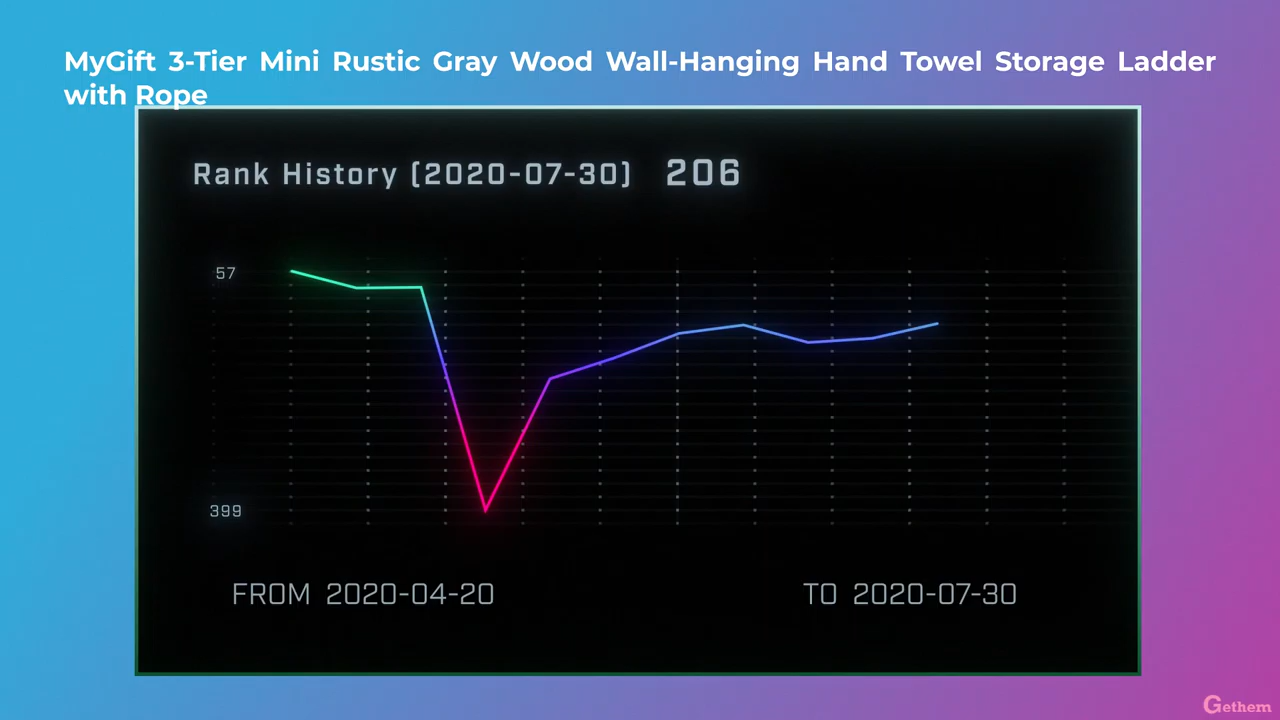 MyGift 3-Tier Mini Rustic Gray Wood Wall-Hanging Hand Towel Storage Ladder
with Rope
Rank History (2020-07-30) 206
57
399
FROM 2020-04-20
TO 2020-07-30
Gethem